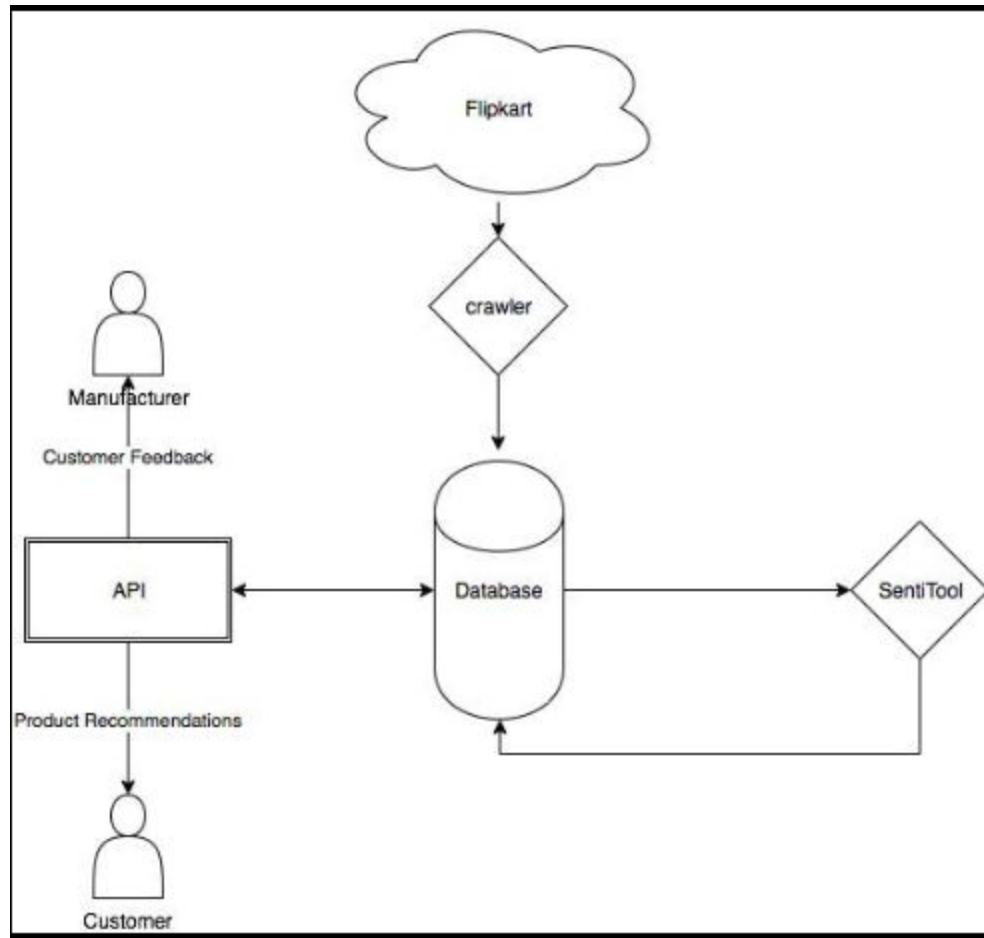 Flipkart
crawler
Manufacturer
Customer Feedback
API
Database
SentiTool
Product Recommendations
Customer